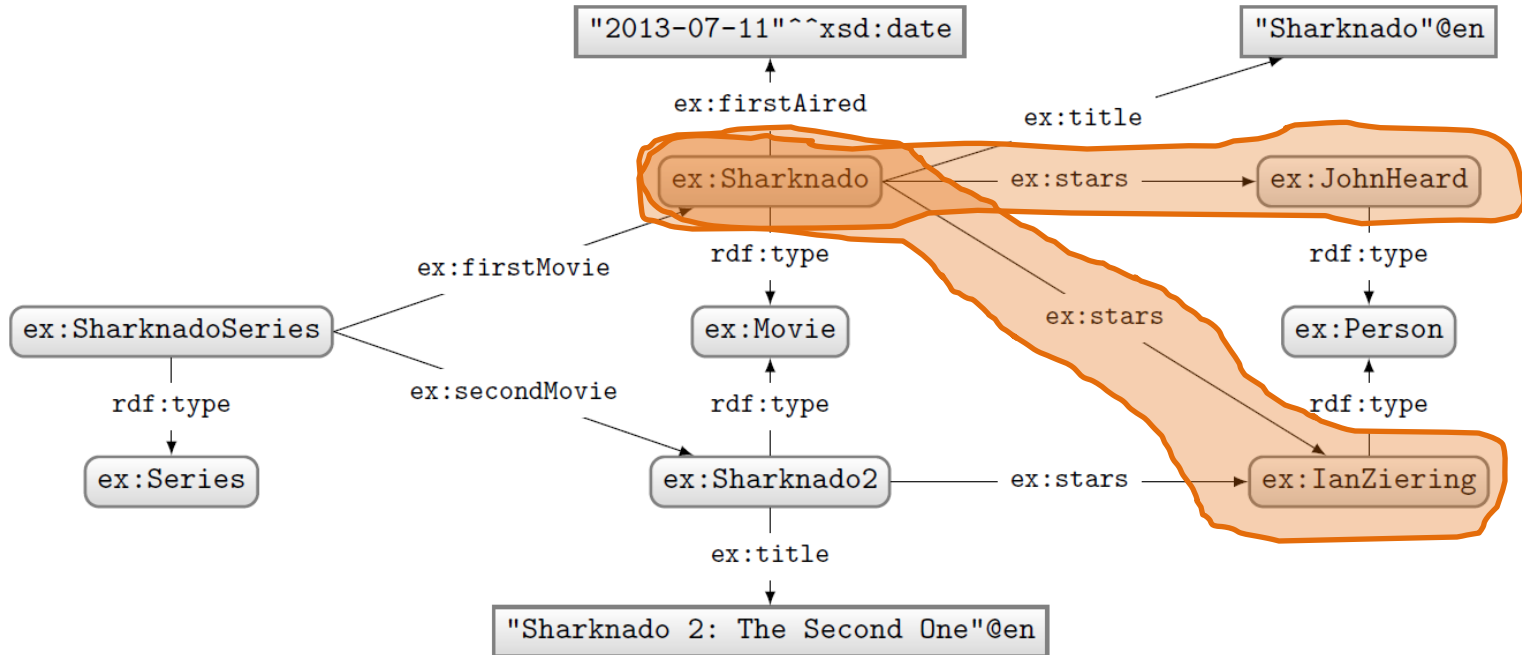 "2013-07-11"^^xsd:date
"Sharknado"@en
ex:firstAired
ex:title
ex:Sharknado
ex:stars
ex:JohnHeard
rdf:type
rdf:type
ex:firstMovie
ex:SharknadoSeries
ex:Movie
ex:stars
ex:Person
ex:secondMovie
rdf:type
rdf:type
rdf:type
ex:Series
ex:Sharknado2
ex:stars
ex:IanZiering
ex:title
"Sharknado 2: The Second One"@en